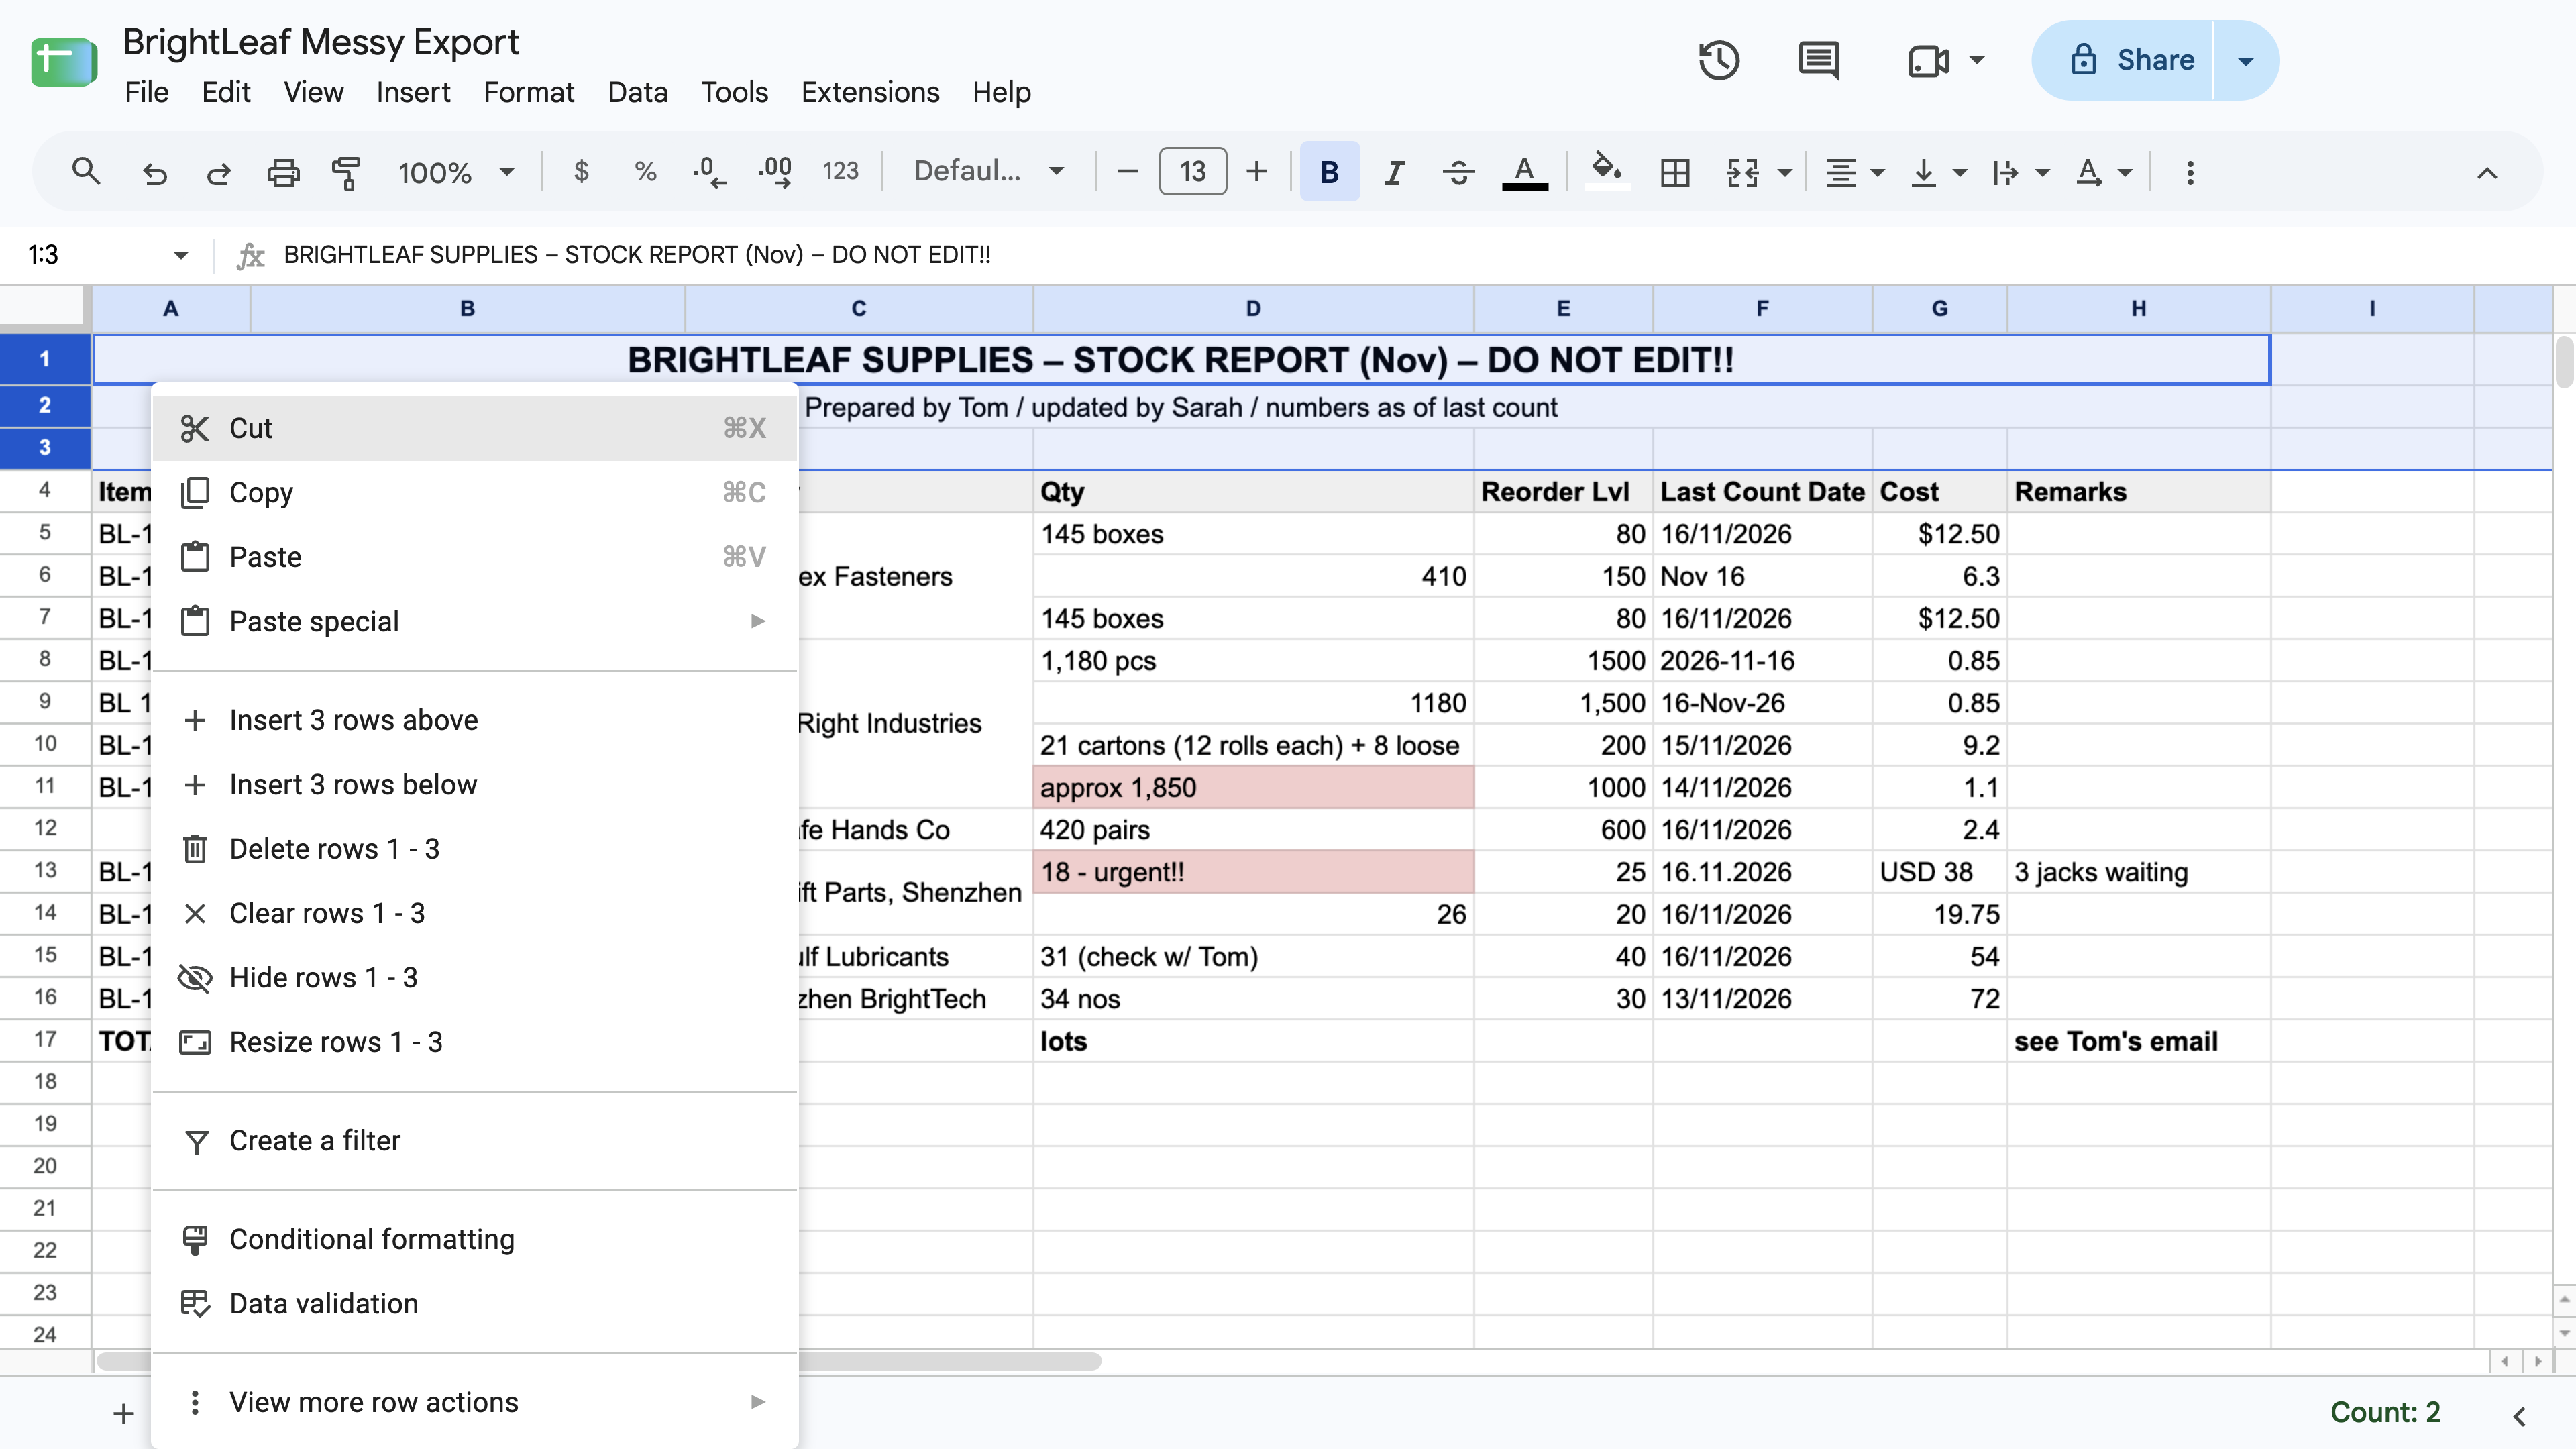 BrightLeaf Messy Export
File Edit View Insert Format Data Tools Extensions Help
Share
100% $ % .0 .00 123 Defaul... − 13 + B I S A A
1:3 fx BRIGHTLEAF SUPPLIES – STOCK REPORT (Nov) – DO NOT EDIT!!
A B C D E F G H I
1 BRIGHTLEAF SUPPLIES – STOCK REPORT (Nov) – DO NOT EDIT!!
2 Prepared by Tom / updated by Sarah / numbers as of last count
3
4 Item Qty Reorder Lvl Last Count Date Cost Remarks
5 BL-1 145 boxes 80 16/11/2026 $12.50
6 BL-1 ex Fasteners 410 150 Nov 16 6.3
7 BL-1 145 boxes 80 16/11/2026 $12.50
8 BL-1 1,180 pcs 1500 2026-11-16 0.85
9 BL 1 Right Industries 1180 1,500 16-Nov-26 0.85
10 BL-1 21 cartons (12 rolls each) + 8 loose 200 15/11/2026 9.2
11 BL-1 approx 1,850 1000 14/11/2026 1.1
12 fe Hands Co 420 pairs 600 16/11/2026 2.4
13 BL-1 18 - urgent!! 25 16.11.2026 USD 38 3 jacks waiting
14 BL-1 ift Parts, Shenzhen 26 20 16/11/2026 19.75
15 BL-1 lf Lubricants 31 (check w/ Tom) 40 16/11/2026 54
16 BL-1 zhen BrightTech 34 nos 30 13/11/2026 72
17 TOT lots see Tom's email
18
19
20
21
22
23
24
Cut ⌘X
Copy ⌘C
Paste ⌘V
Paste special
Insert 3 rows above
Insert 3 rows below
Delete rows 1 - 3
Clear rows 1 - 3
Hide rows 1 - 3
Resize rows 1 - 3
Create a filter
Conditional formatting
Data validation
View more row actions
Count: 2